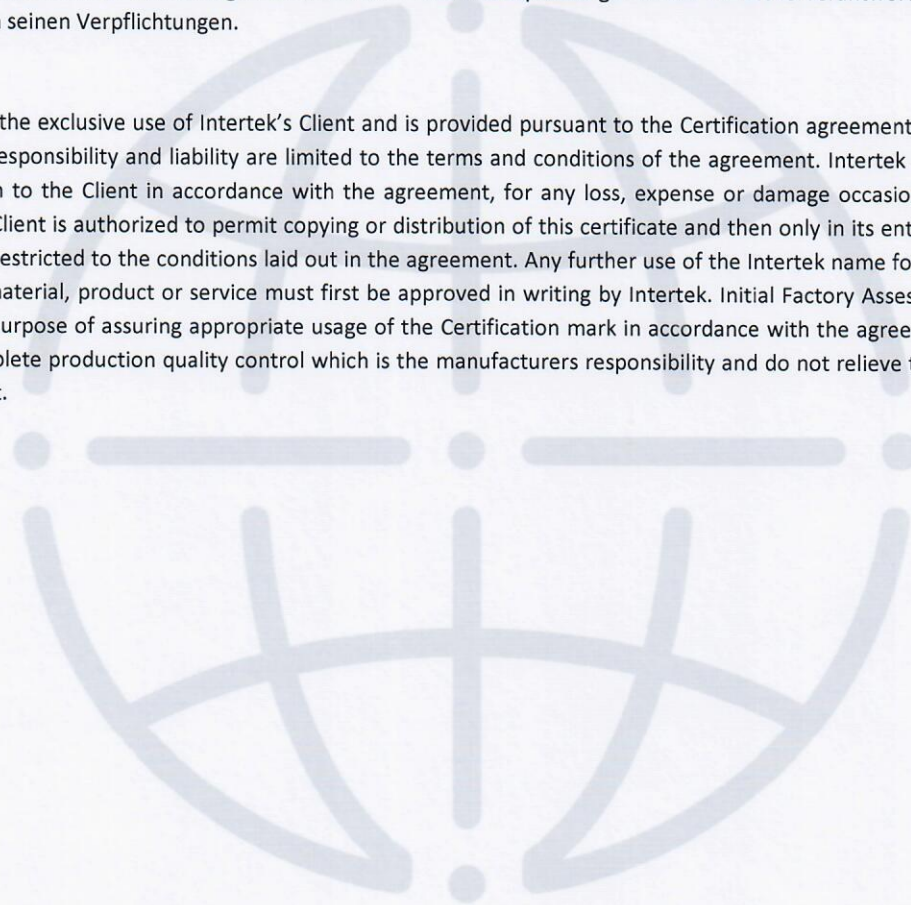 seinen Verpflichtungen.
the exclusive use of Intertek's Client and is provided pursuant to the Certification agreement
esponsibility and liability are limited to the terms and conditions of the agreement. Intertek
to the Client in accordance with the agreement, for any loss, expense or damage occasio
Client is authorized to permit copying or distribution of this certificate and then only in its ent
estricted to the conditions laid out in the agreement. Any further use of the Intertek name fo
naterial, product or service must first be approved in writing by Intertek. Initial Factory Asses
urpose of assuring appropriate usage of the Certification mark in accordance with the agree
plete production quality control which is the manufacturers responsibility and do not relieve t